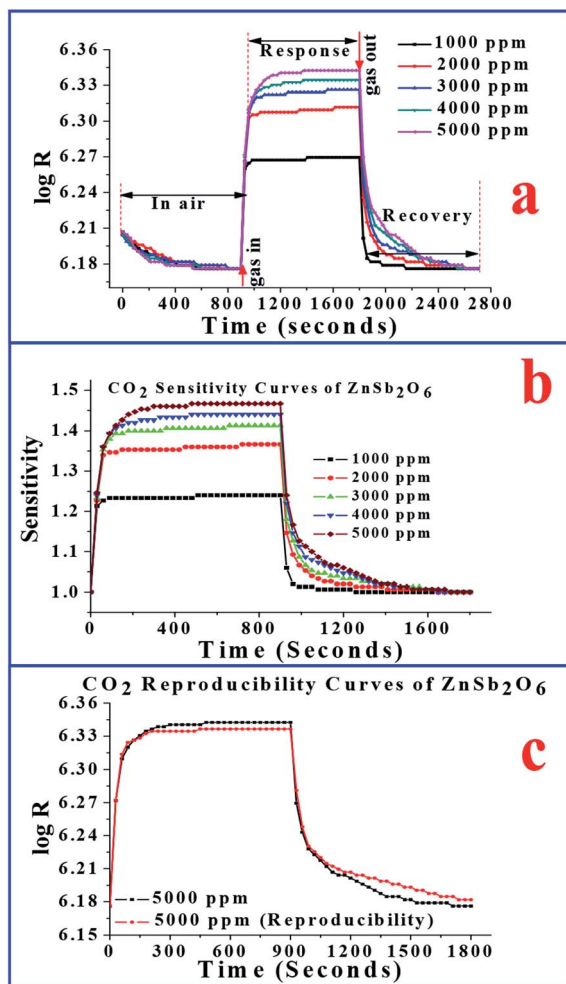 6.36
6.33
6.30
6.27
6.24
6.21
6.18
log R
Response
gas out
1000 ppm
2000 ppm
3000 ppm
4000 ppm
5000 ppm
In air
gas in
Recovery
a
0 400 800 1200 1600 2000 2400 2800
Time (seconds)
b
CO₂ Sensitivity Curves of ZnSb₂O₆
1.5
1.4
1.3
1.2
1.1
1.0
Sensitivity
1000 ppm
2000 ppm
3000 ppm
4000 ppm
5000 ppm
0 400 800 1200 1600
Time (Seconds)
CO₂ Reproducibility Curves of ZnSb₂O₆
c
6.36
6.33
6.30
6.27
6.24
6.21
6.18
6.15
log R
5000 ppm
5000 ppm (Reproducibility)
0 300 600 900 1200 1500 1800
Time (Seconds)